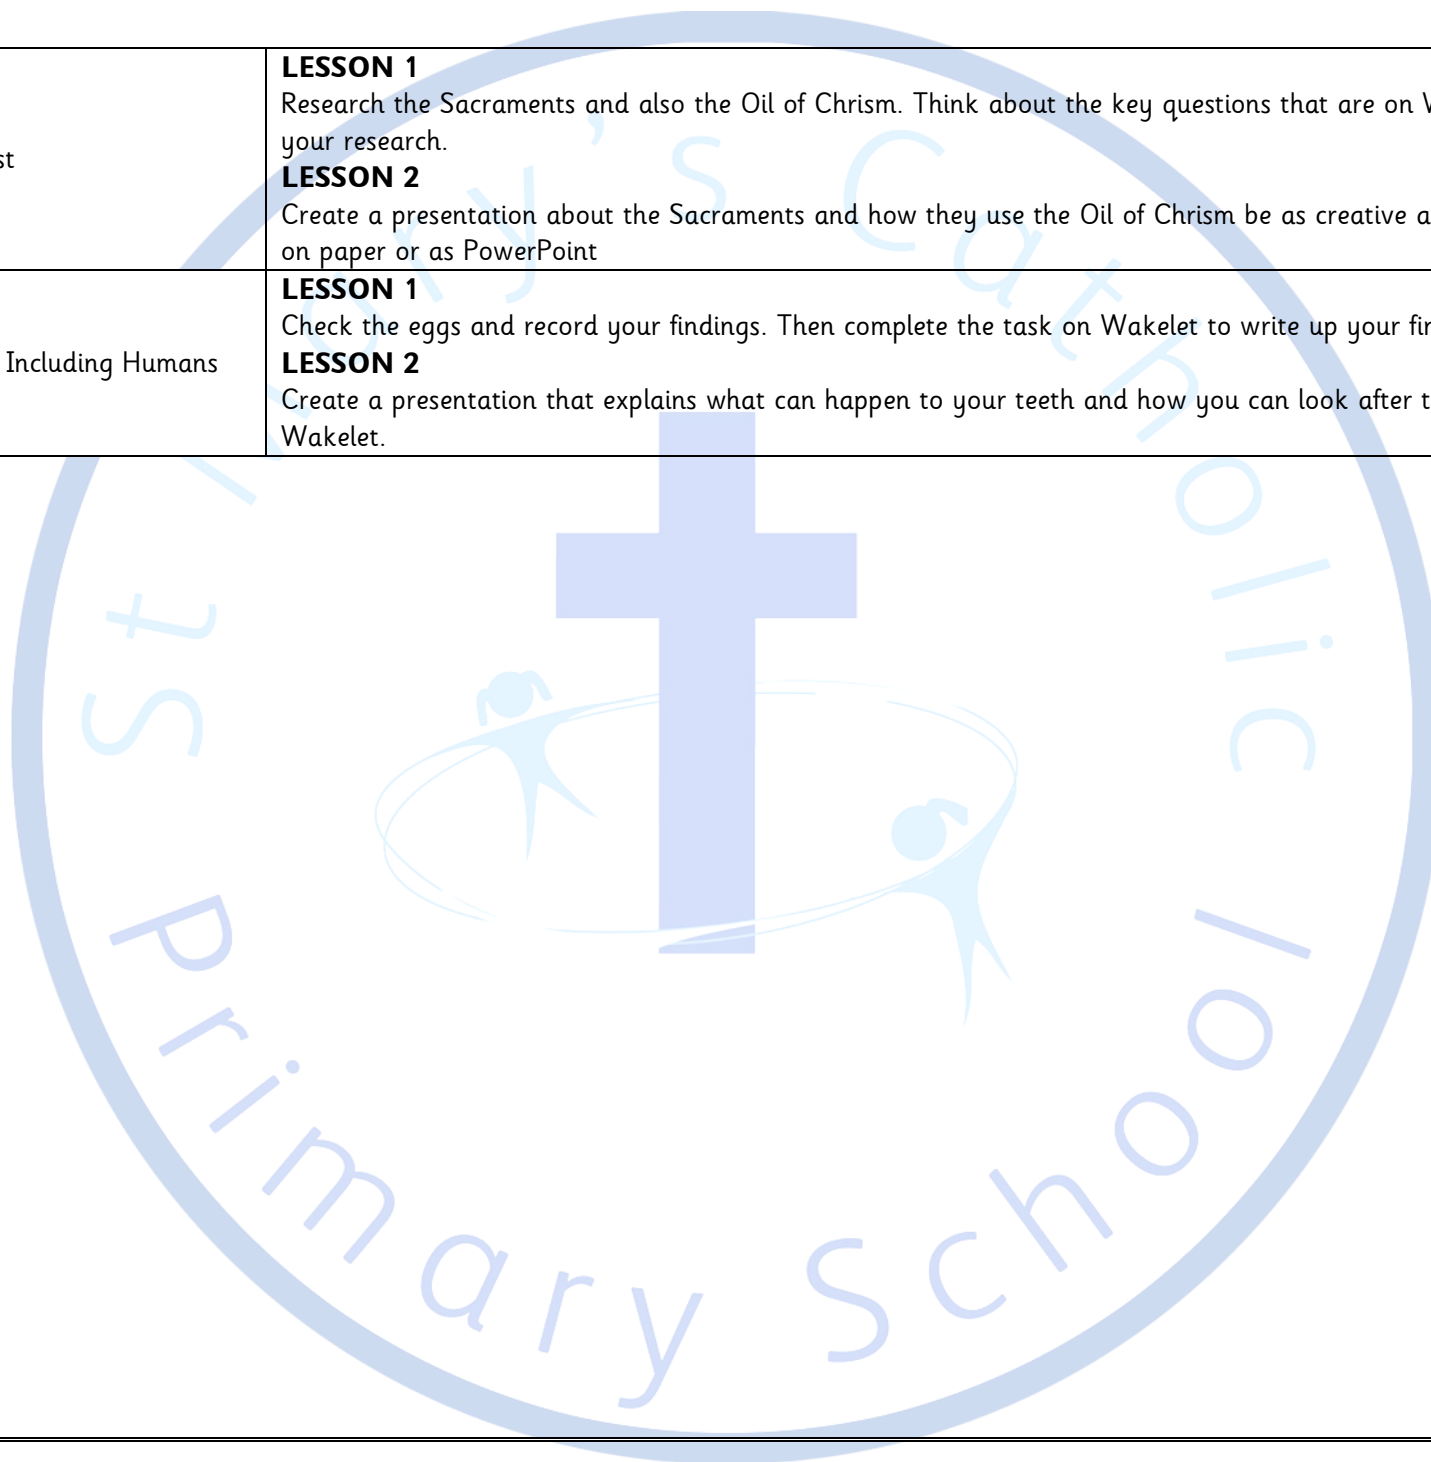 LESSON 1
Research the Sacraments and also the Oil of Chrism. Think about the key questions that are on
your research.
st
LESSON 2
Create a presentation about the Sacraments and how they use the Oil of Chrism be as creative a
on paper or as PowerPoint
LESSON 1
Check the eggs and record your findings. Then complete the task on Wakelet to write up your
Including Humans
LESSON 2
Create a presentation that explains what can happen to your teeth and how you can look after
Wakelet.
St Mary's Catholic
Primary School